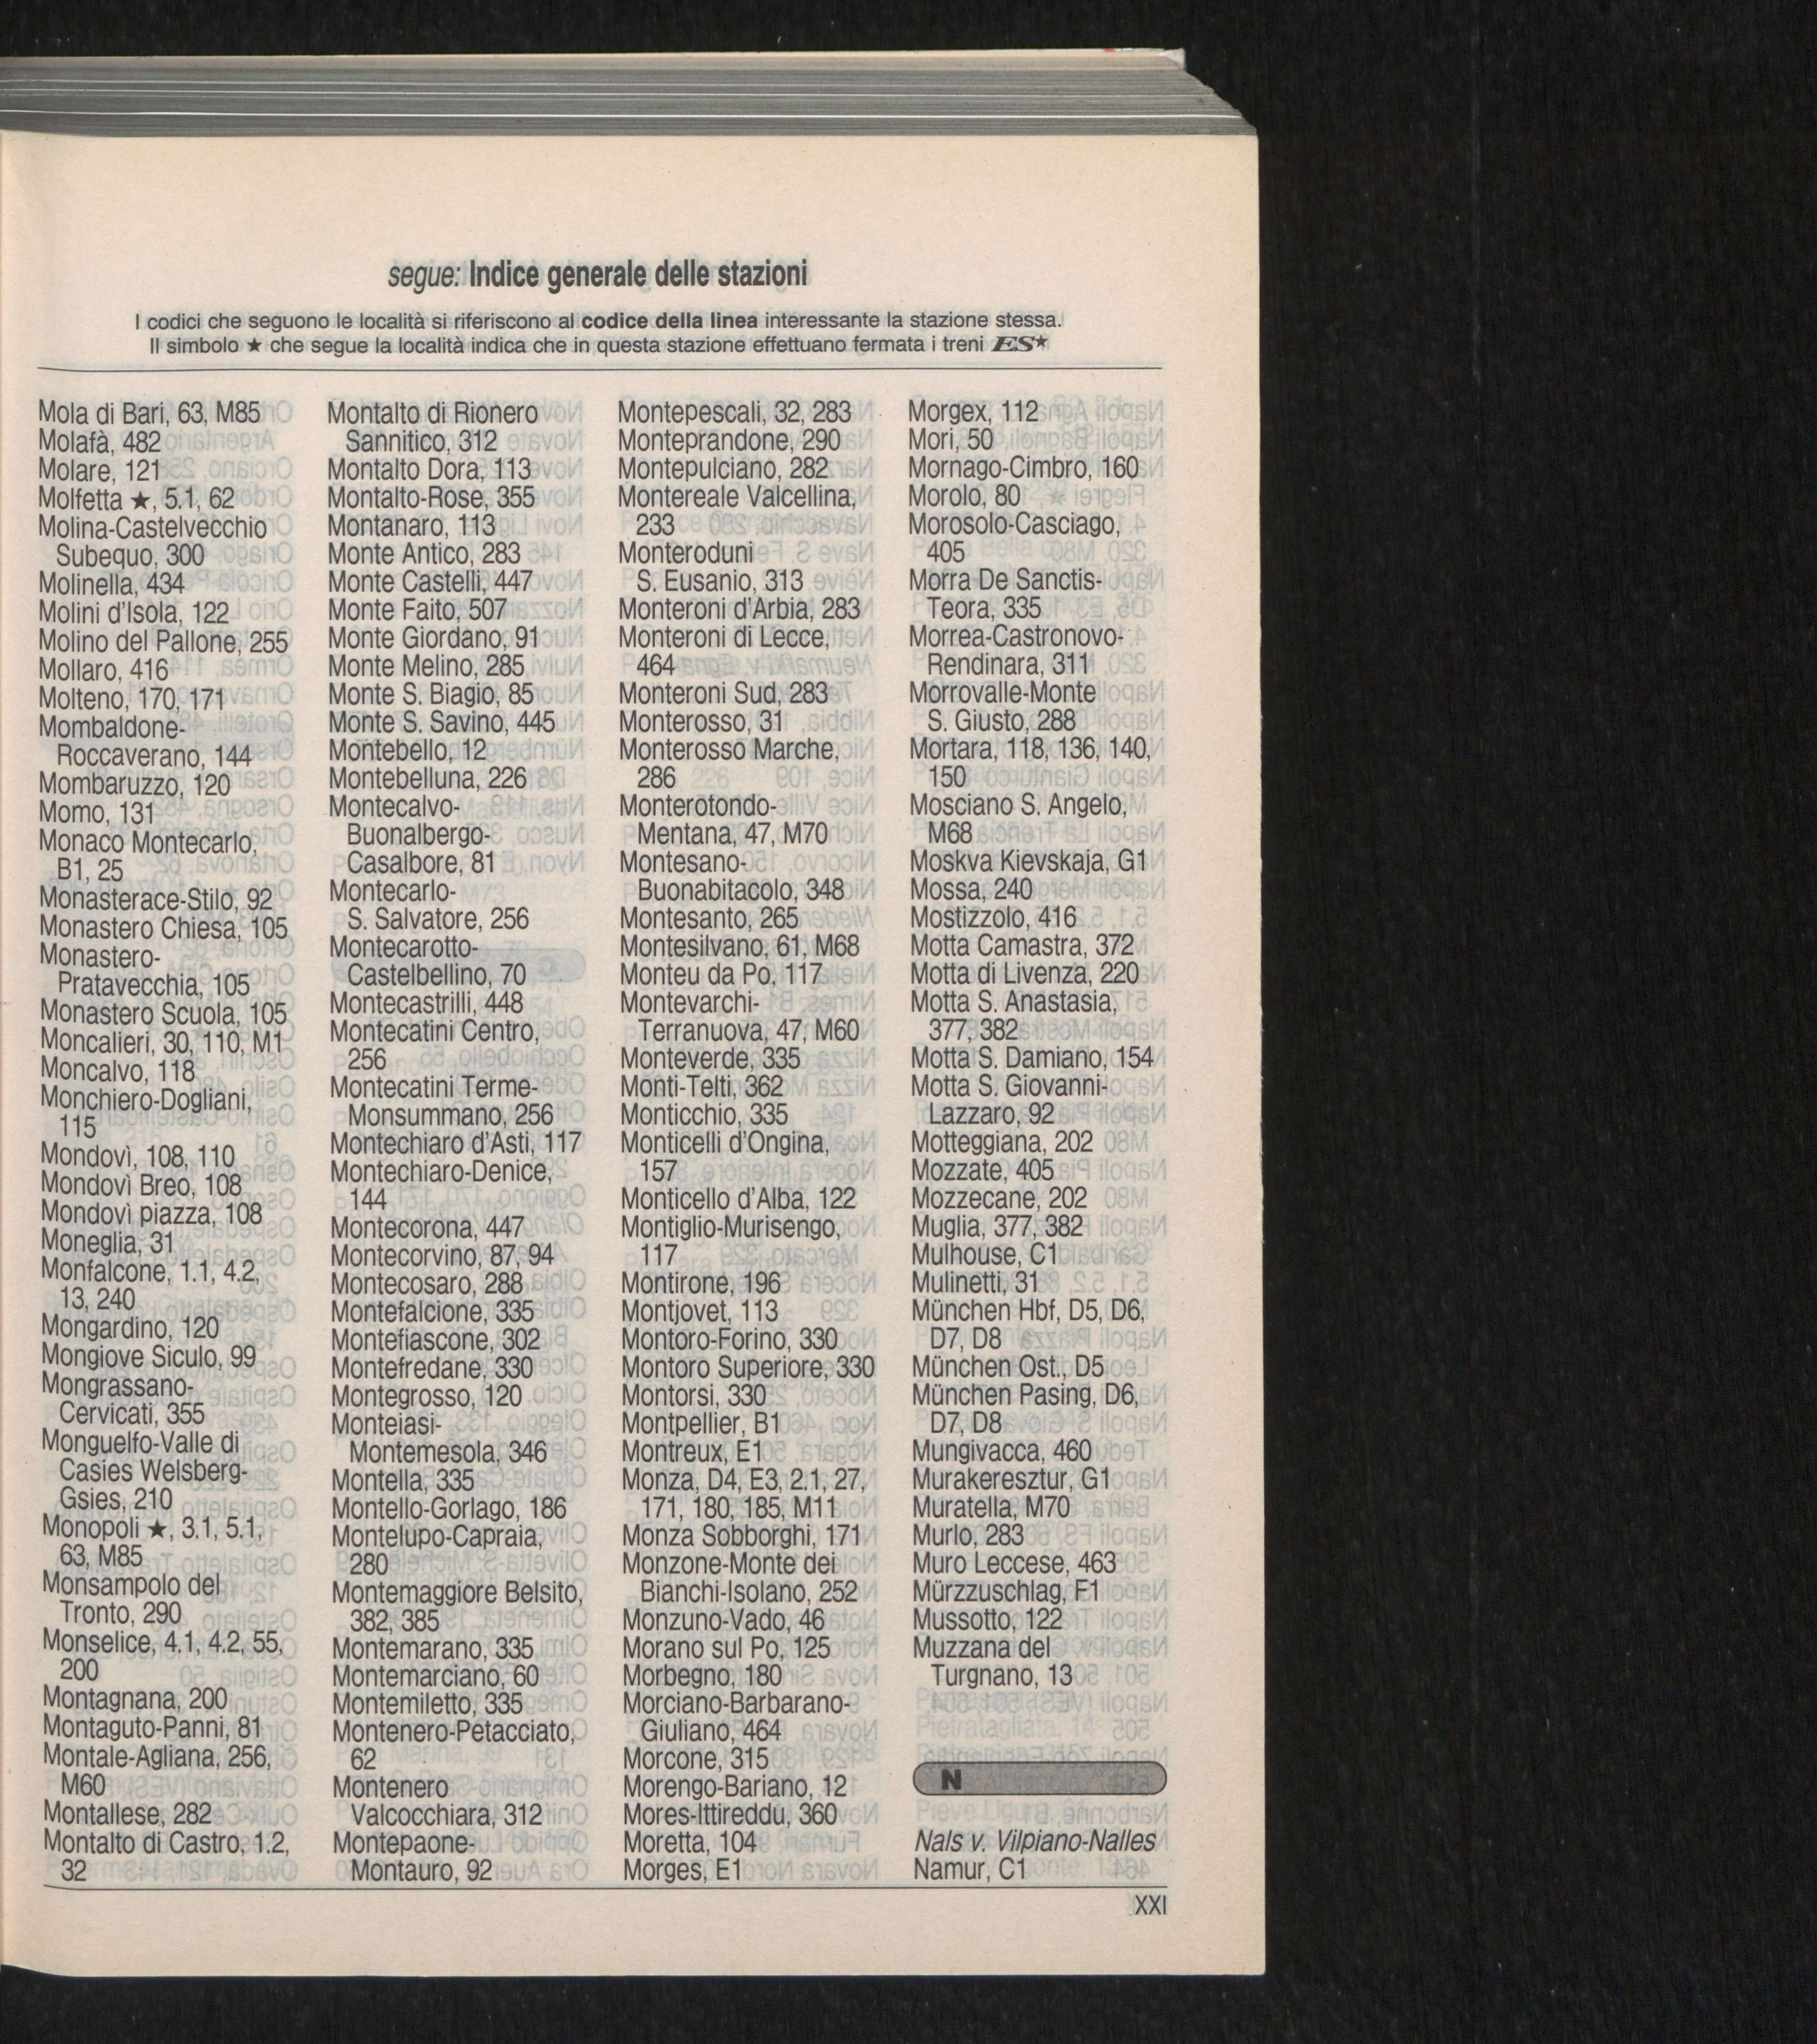 segue: Indice generale delle stazioni
I codici che seguono le località si riferiscono al codice della linea interessante la stazione stessa.
Il simbolo ★ che segue la località indica che in questa stazione effettuano fermata i treni ES★
Mola di Bari, 63, M85
Molafà, 482
Molare, 121
Molfetta ★, 5.1, 62
Molina-Castelvecchio
Subequo, 300
Molinella, 434
Molini d'Isola, 122
Molino del Pallone, 255
Mollaro, 416
Molteno, 170, 171
Mombaldone-
Roccaverano, 144
Mombaruzzo, 120
Momo, 131
Monaco Montecarlo,
B1, 25
Monasterace-Stilo, 92
Monastero Chiesa, 105
Monastero-
Pratavecchia, 105
Monastero Scuola, 105
Moncalieri, 30, 110, M1
Moncalvo, 118
Monchiero-Dogliani,
115
Mondovì, 108, 110
Mondovì Breo, 108
Mondovì piazza, 108
Moneglia, 31
Monfalcone, 1.1, 4.2,
13, 240
Mongardino, 120
Mongiove Siculo, 99
Mongrassano-
Cervicati, 355
Monguelfo-Valle di
Casies Welsberg-
Gsies, 210
Monopoli ★, 3.1, 5.1,
63, M85
Monsampolo del
Tronto, 290
Monselice, 4.1, 4.2, 55,
200
Montagnana, 200
Montaguto-Panni, 81
Montale-Agliana, 256,
M60
Montallese, 282
Montalto di Castro, 1.2,
32
Montalto di Rionero
Sannitico, 312
Montalto Dora, 113
Montalto-Rose, 355
Montanaro, 113
Monte Antico, 283
Monte Castelli, 447
Monte Faito, 507
Monte Giordano, 91
Monte Melino, 285
Monte S. Biagio, 85
Monte S. Savino, 445
Montebello, 12
Montebelluna, 226
Montecalvo-
Buonalbergo-
Casalbore, 81
Montecarlo-
S. Salvatore, 256
Montecarotto-
Castelbellino, 70
Montecastrilli, 448
Montecatini Centro,
256
Montecatini Terme-
Monsummano, 256
Montechiaro d'Asti, 117
Montechiaro-Denice,
144
Montecorona, 447
Montecorvino, 87, 94
Montecosaro, 288
Montefalcione, 335
Montefiascone, 302
Montefredane, 330
Montegrosso, 120
Monteiasi-
Montemesola, 346
Montella, 335
Montello-Gorlago, 186
Montelupo-Capraia,
280
Montemaggiore Belsito,
382, 385
Montemarano, 335
Montemarciano, 60
Montemiletto, 335
Montenero-Petacciato,
62
Montenero
Valcocchiara, 312
Montepaone-
Montauro, 92
Montepescali, 32, 283
Monteprandone, 290
Montepulciano, 282
Montereale Valcellina,
233
Monteroduni
S. Eusanio, 313
Monteroni d'Arbia, 283
Monteroni di Lecce,
464
Monteroni Sud, 283
Monterosso, 31
Monterosso Marche,
286
Monterotondo-
Mentana, 47, M70
Montesano-
Buonabitacolo, 348
Montesanto, 265
Montesilvano, 61, M68
Monteu da Po, 117
Montevarchi-
Terranuova, 47, M60
Monteverde, 335
Monti-Telti, 362
Monticchio, 335
Monticelli d'Ongina,
157
Monticello d'Alba, 122
Montiglio-Murisengo,
117
Montirone, 196
Montjovet, 113
Montoro-Forino, 330
Montoro Superiore, 330
Montorsi, 330
Montpellier, B1
Montreux, E1
Monza, D4, E3, 2.1, 27,
171, 180, 185, M11
Monza Sobborghi, 171
Monzone-Monte dei
Bianchi-Isolano, 252
Monzuno-Vado, 46
Morano sul Po, 125
Morbegno, 180
Morciano-Barbarano-
Giuliano, 464
Morcone, 315
Morengo-Bariano, 12
Mores-Ittireddu, 360
Moretta, 104
Morges, E1
Morgex, 112
Mori, 50
Mornago-Cimbro, 160
Morolo, 80
Morosolo-Casciago,
405
Morra De Sanctis-
Teora, 335
Morrea-Castronovo-
Rendinara, 311
Morrovalle-Monte
S. Giusto, 288
Mortara, 118, 136, 140,
150
Mosciano S. Angelo,
M68
Moskva Kievskaja, G1
Mossa, 240
Mostizzolo, 416
Motta Camastra, 372
Motta di Livenza, 220
Motta S. Anastasia,
377, 382
Motta S. Damiano, 154
Motta S. Giovanni-
Lazzaro, 92
Motteggiana, 202
Mozzate, 405
Mozzecane, 202
Muglia, 377, 382
Mulhouse, C1
Mulinetti, 31
München Hbf, D5, D6,
D7, D8
München Ost., D5
München Pasing, D6,
D7, D8
Mungivacca, 460
Murakeresztur, G1
Muratella, M70
Murlo, 283
Muro Leccese, 463
Mürzzuschlag, F1
Mussotto, 122
Muzzana del
Turgnano, 13
N
Nals v. Vilpiano-Nalles
Namur, C1
XXI